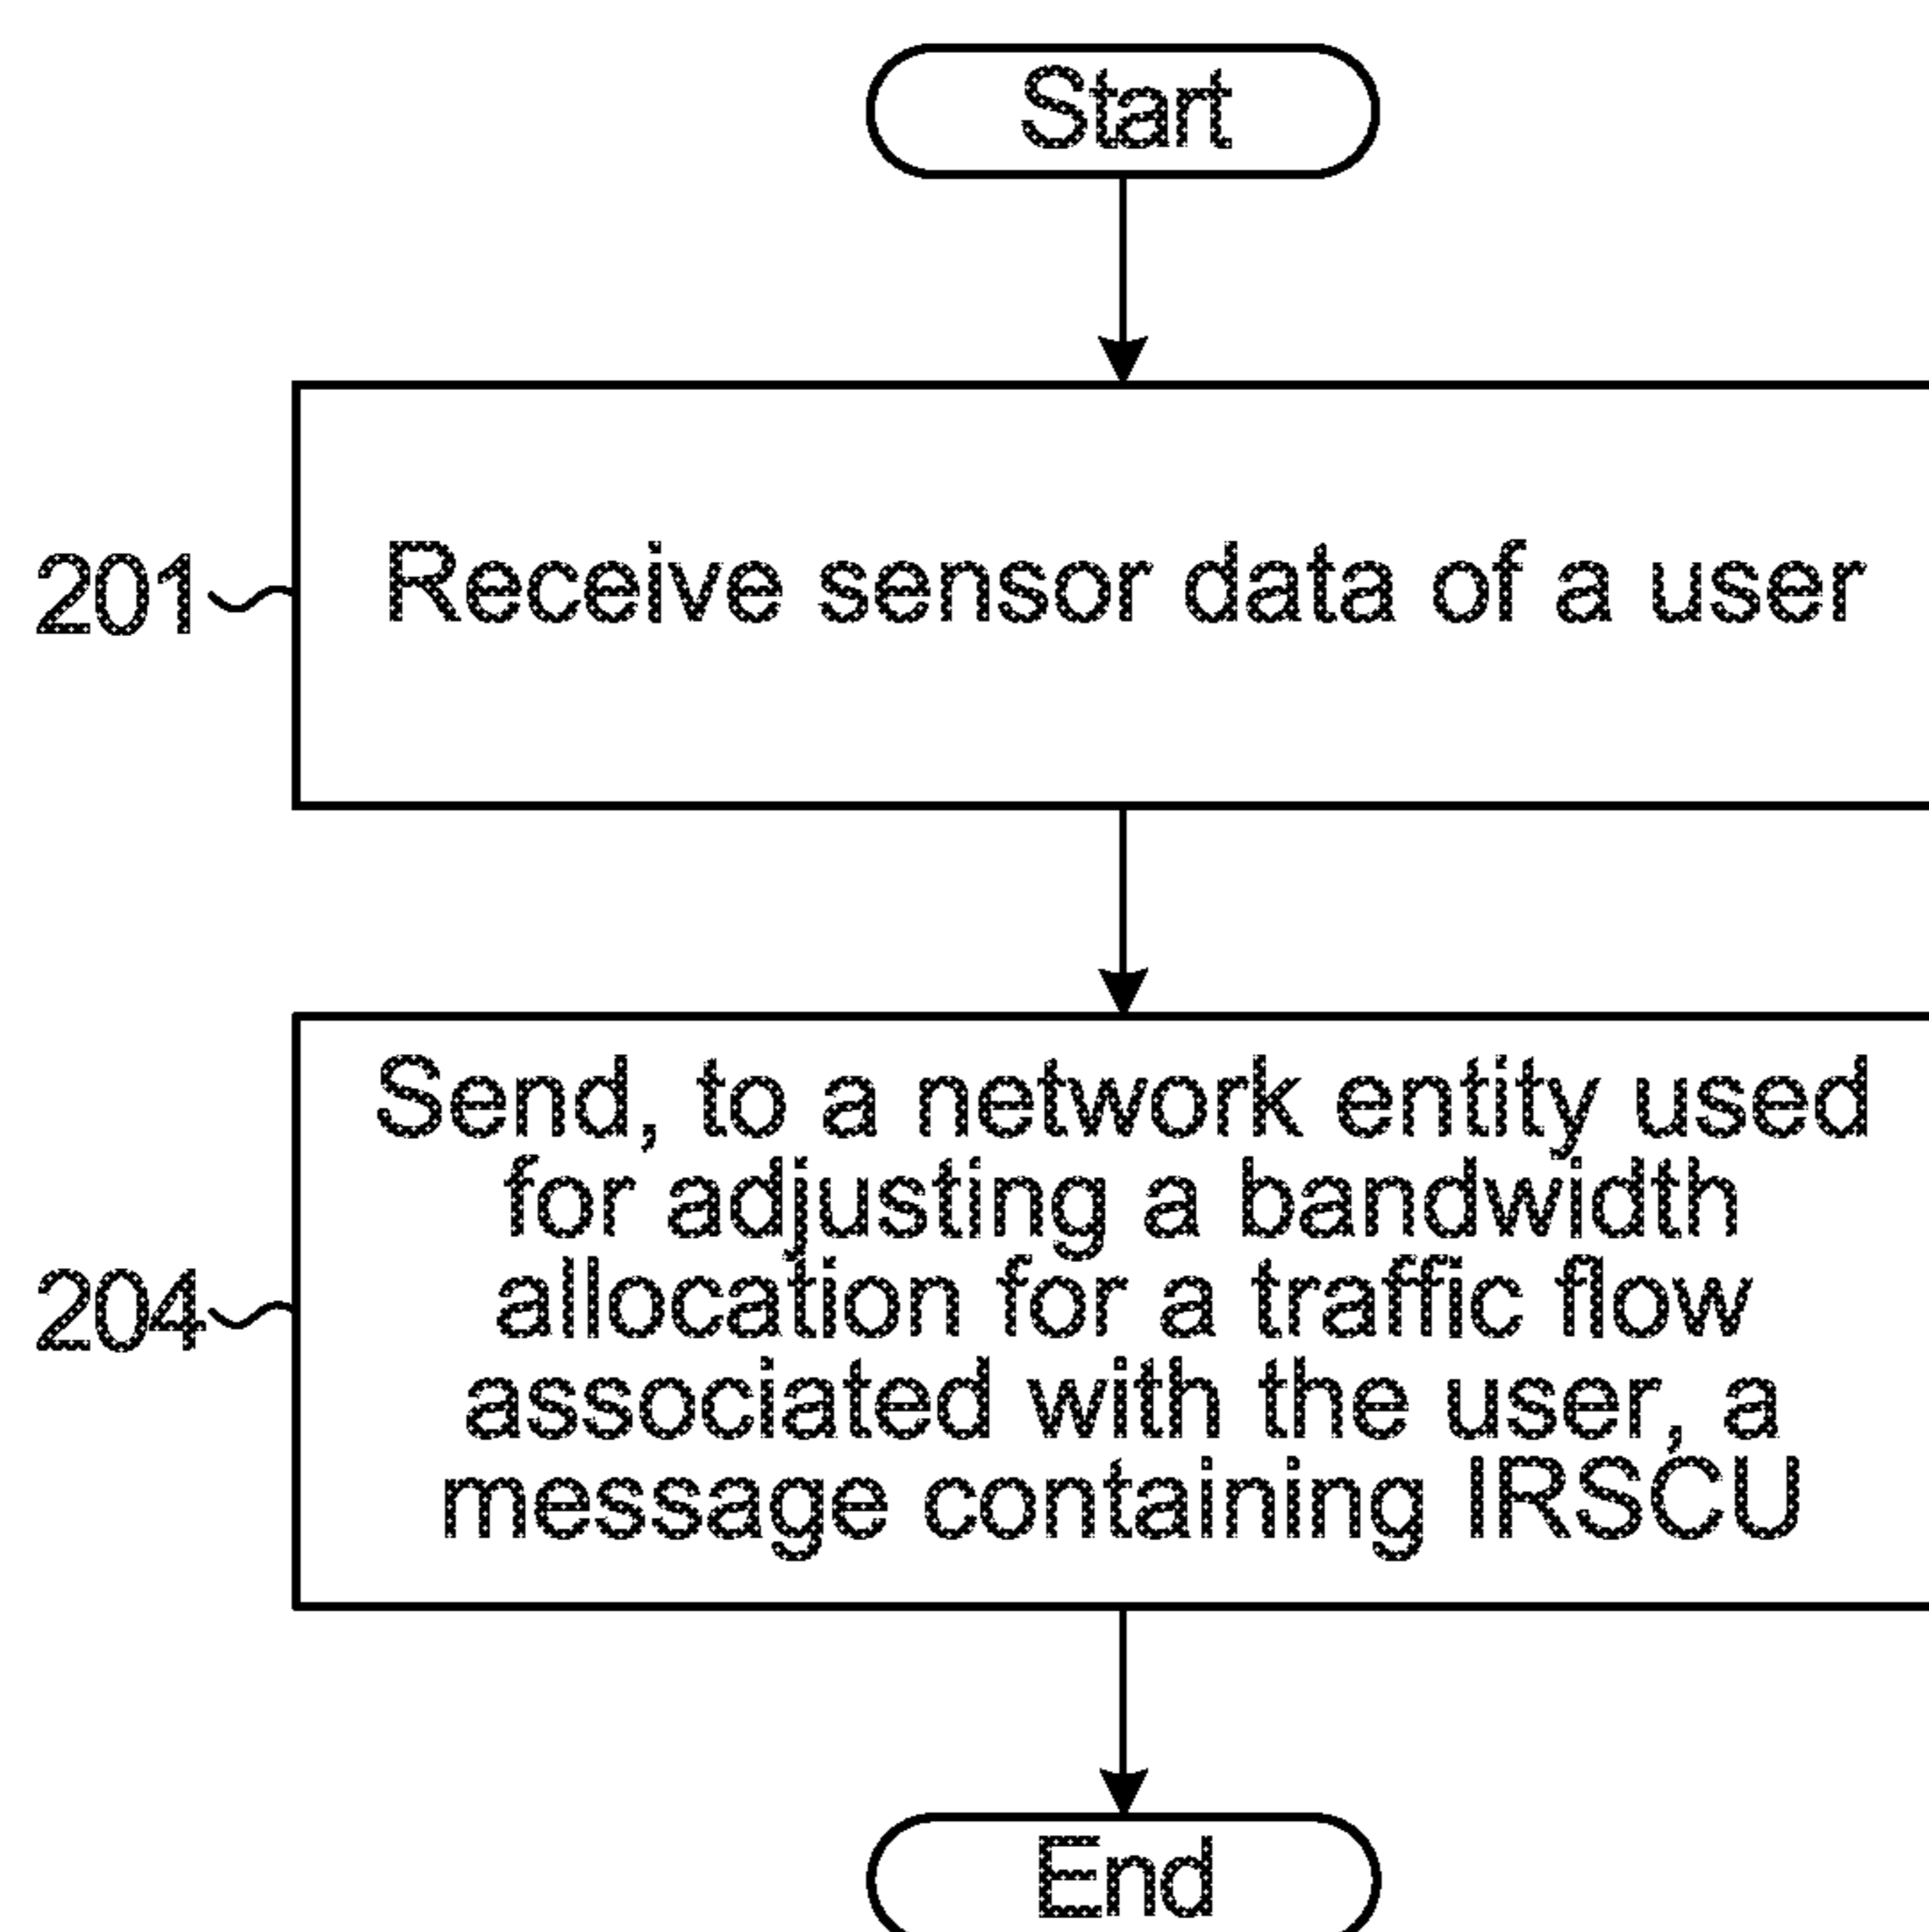 Start
201
Receive sensor data of a user
204
Send, to a network entity used
for adjusting a bandwidth
allocation for a traffic flow
associated with the user, a
message containing IRSCU
End